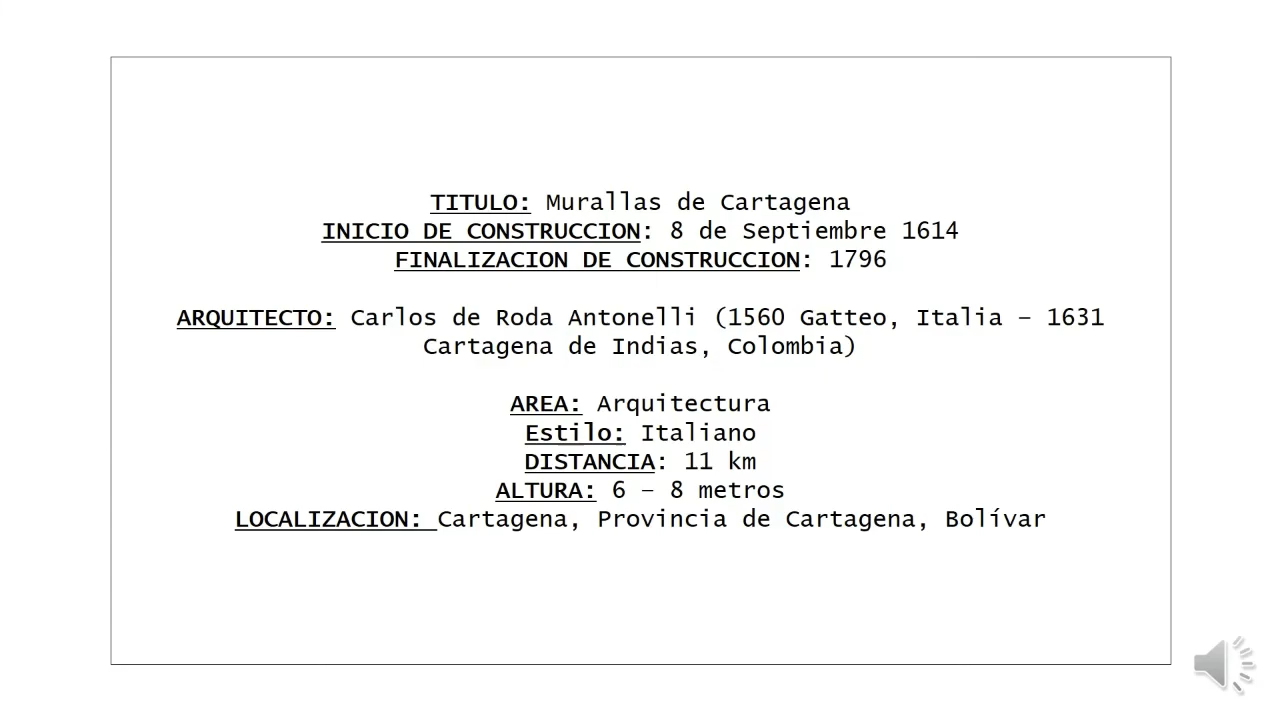 TITULO: Murallas de Cartagena
INICIO DE CONSTRUCCION: 8 de Septiembre 1614
FINALIZACION DE CONSTRUCCION: 1796
ARQUITECTO: Carlos de Roda Antonelli (1560 Gatteo, Italia – 1631
Cartagena de Indias, Colombia)
AREA: Arquitectura
Estilo: Italiano
DISTANCIA: 11 km
ALTURA: 6 – 8 metros
LOCALIZACION: Cartagena, Provincia de Cartagena, Bolívar